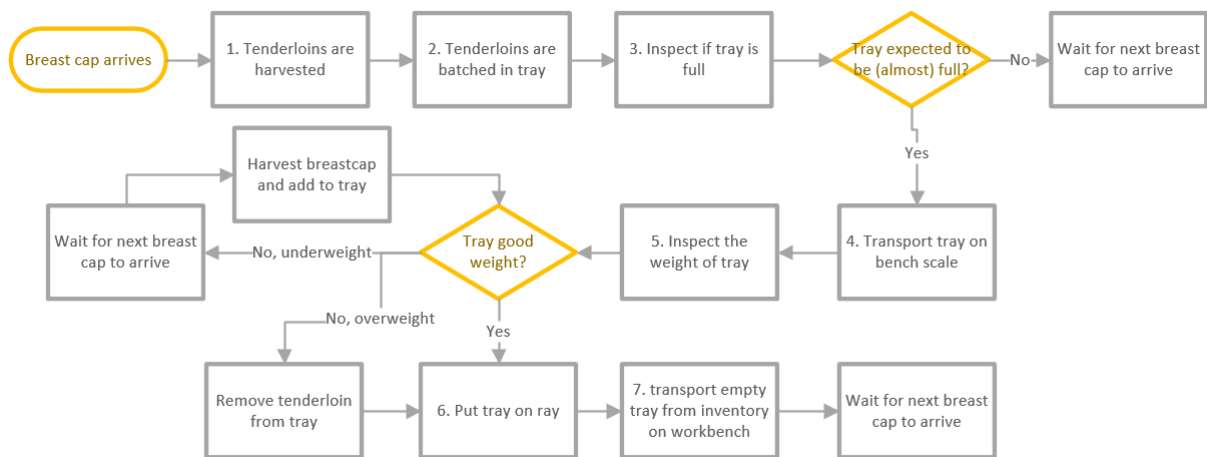 Breast cap arrives
1. Tenderloins are
harvested
2. Tenderloins are
batched in tray
3. Inspect if tray is
full
Tray expected to
be (almost) full?
No
Wait for next breast
cap to arrive
Yes
Harvest breastcap
and add to tray
Wait for next breast
cap to arrive
No, underweight
Tray good
weight?
5. Inspect the
weight of tray
4. Transport tray on
bench scale
No, overweight
Yes
Remove tenderloin
from tray
6. Put tray on ray
7. transport empty
tray from inventory
on workbench
Wait for next breast
cap to arrive